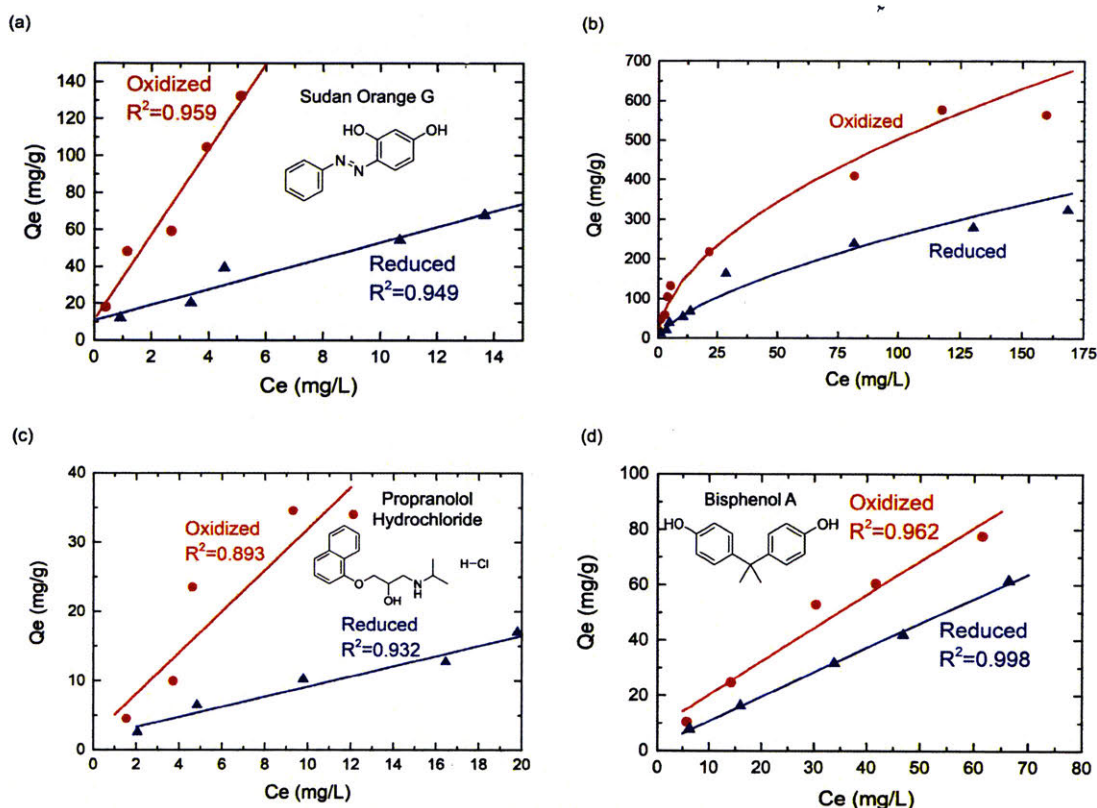 (a)
Qe (mg/g)
140
120
100
80
60
40
20
0
0 2 4 6 8 10 12 14
Ce (mg/L)
Oxidized
R²=0.959
Sudan Orange G
OH
OH
N
N
Reduced
R²=0.949
(b)
Qe (mg/g)
700
600
500
400
300
200
100
0
0 25 50 75 100 125 150 175
Ce (mg/L)
Oxidized
Reduced
(c)
Qe (mg/g)
40
30
20
10
0
0 2 4 6 8 10 12 14 16 18 20
Ce (mg/L)
Oxidized
R²=0.893
Propranolol
Hydrochloride
H-Cl
O
OH
N
H
Reduced
R²=0.932
(d)
Qe (mg/g)
100
80
60
40
20
0
0 10 20 30 40 50 60 70 80
Ce (mg/L)
Bisphenol A
HO
OH
Oxidized
R²=0.962
Reduced
R²=0.998